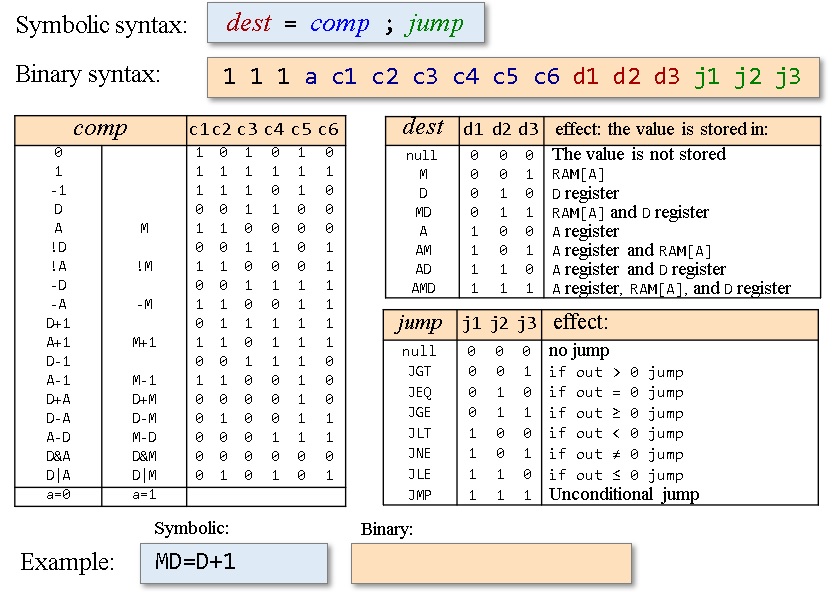 Symbolic syntax: dest = comp ; jump
Binary syntax: 1 1 1 a c1 c2 c3 c4 c5 c6 d1 d2 d3 j1 j2 j3
comp c1 c2 c3 c4 c5 c6
0 1 0 1 0 1 0
1 1 1 1 1 1 1
-1 1 1 1 0 1 0
D 0 0 1 1 0 0
A M 1 1 0 0 0 0
!D 0 0 1 1 0 1
!A !M 1 1 0 0 0 1
-D 0 0 1 1 1 1
-A -M 1 1 0 0 1 1
D+1 0 1 1 1 1 1
A+1 M+1 1 1 0 1 1 1
D-1 0 0 1 1 1 0
A-1 M-1 1 1 0 0 1 0
D+A D+M 0 0 0 0 1 0
D-A D-M 0 1 0 0 1 1
A-D M-D 0 0 0 1 1 1
D&A D&M 0 0 0 0 0 0
D|A D|M 0 1 0 1 0 1
a=0 a=1
dest d1 d2 d3 effect: the value is stored in:
null 0 0 0 The value is not stored
M 0 0 1 RAM[A]
D 0 1 0 D register
MD 0 1 1 RAM[A] and D register
A 1 0 0 A register
AM 1 0 1 A register and RAM[A]
AD 1 1 0 A register and D register
AMD 1 1 1 A register, RAM[A], and D register
jump j1 j2 j3 effect:
null 0 0 0 no jump
JGT 0 0 1 if out > 0 jump
JEQ 0 1 0 if out = 0 jump
JGE 0 1 1 if out ≥ 0 jump
JLT 1 0 0 if out < 0 jump
JNE 1 0 1 if out ≠ 0 jump
JLE 1 1 0 if out ≤ 0 jump
JMP 1 1 1 Unconditional jump
Symbolic: Binary:
Example: MD=D+1